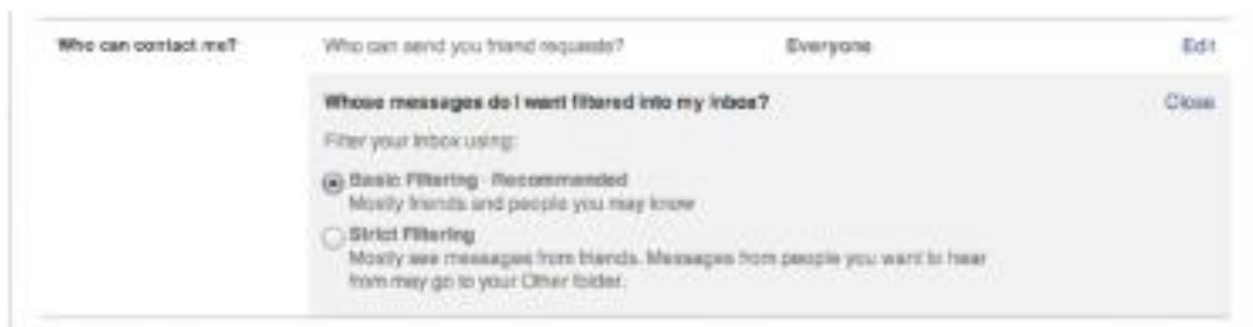 Who can contact me? Who can send you friend requests? Everyone Edit
Whose messages do I want filtered into my inbox? Close
Filter your inbox using:
Basic Filtering - Recommended
Mostly friends and people you may know
Strict Filtering
Mostly see messages from friends. Messages from people you want to hear
from may go to your Other folder.